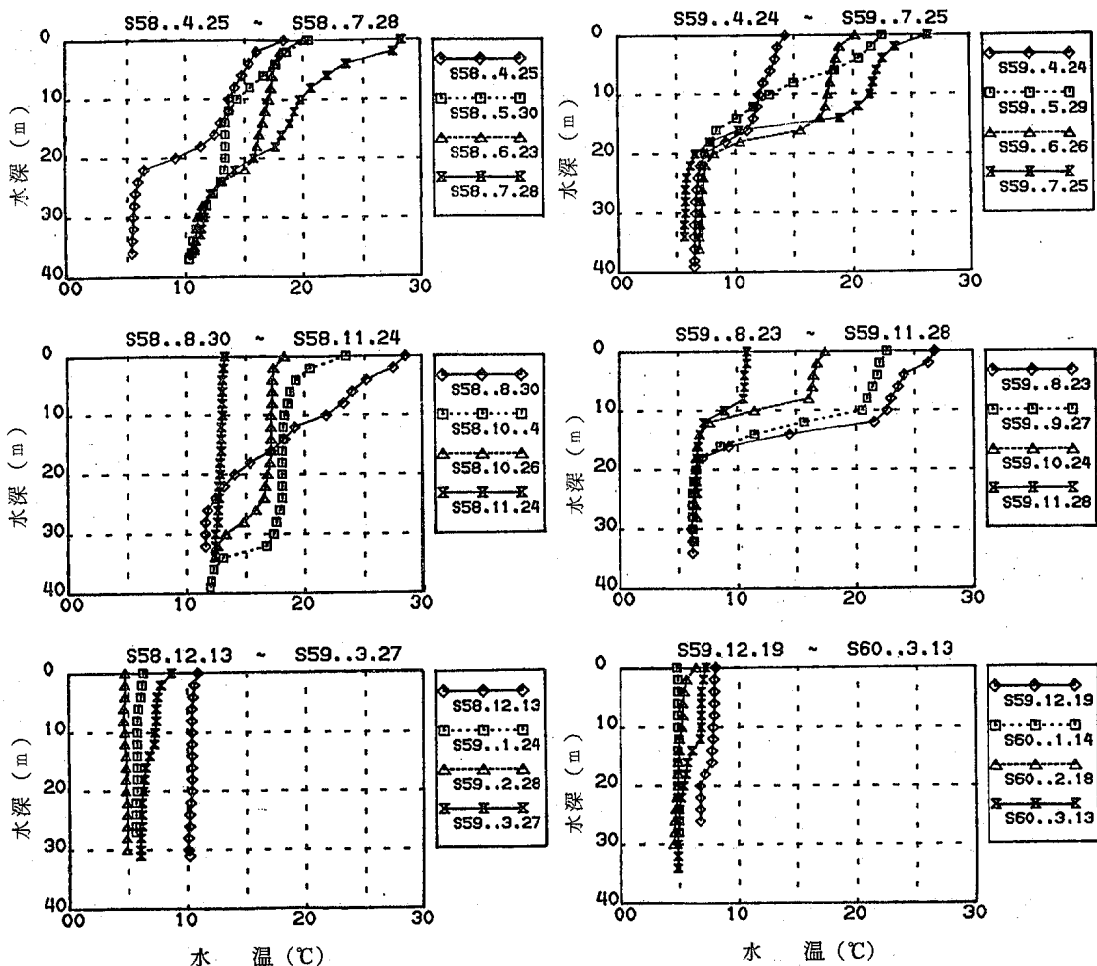 S58..4.25 ~ S58..7.28
0
10
20
30
40
水深 (m)
00 10 20 30
S58..4.25
S58..5.30
S58..6.23
S58..7.28
S59..4.24 ~ S59..7.25
0
10
20
30
40
水深 (m)
00 10 20 30
S59..4.24
S59..5.29
S59..6.26
S59..7.25
S58..8.30 ~ S58.11.24
0
10
20
30
40
水深 (m)
00 10 20 30
S58..8.30
S58.10..4
S58.10.26
S58.11.24
S59..8.23 ~ S59.11.28
0
10
20
30
40
水深 (m)
00 10 20 30
S59..8.23
S59..9.27
S59.10.24
S59.11.28
S58.12.13 ~ S59..3.27
0
10
20
30
40
水深 (m)
00 10 20 30
水 温 (℃)
S58.12.13
S59..1.24
S59..2.28
S59..3.27
S59.12.19 ~ S60..3.13
0
10
20
30
40
水深 (m)
00 10 20 30
水 温 (℃)
S59.12.19
S60..1.14
S60..2.18
S60..3.13